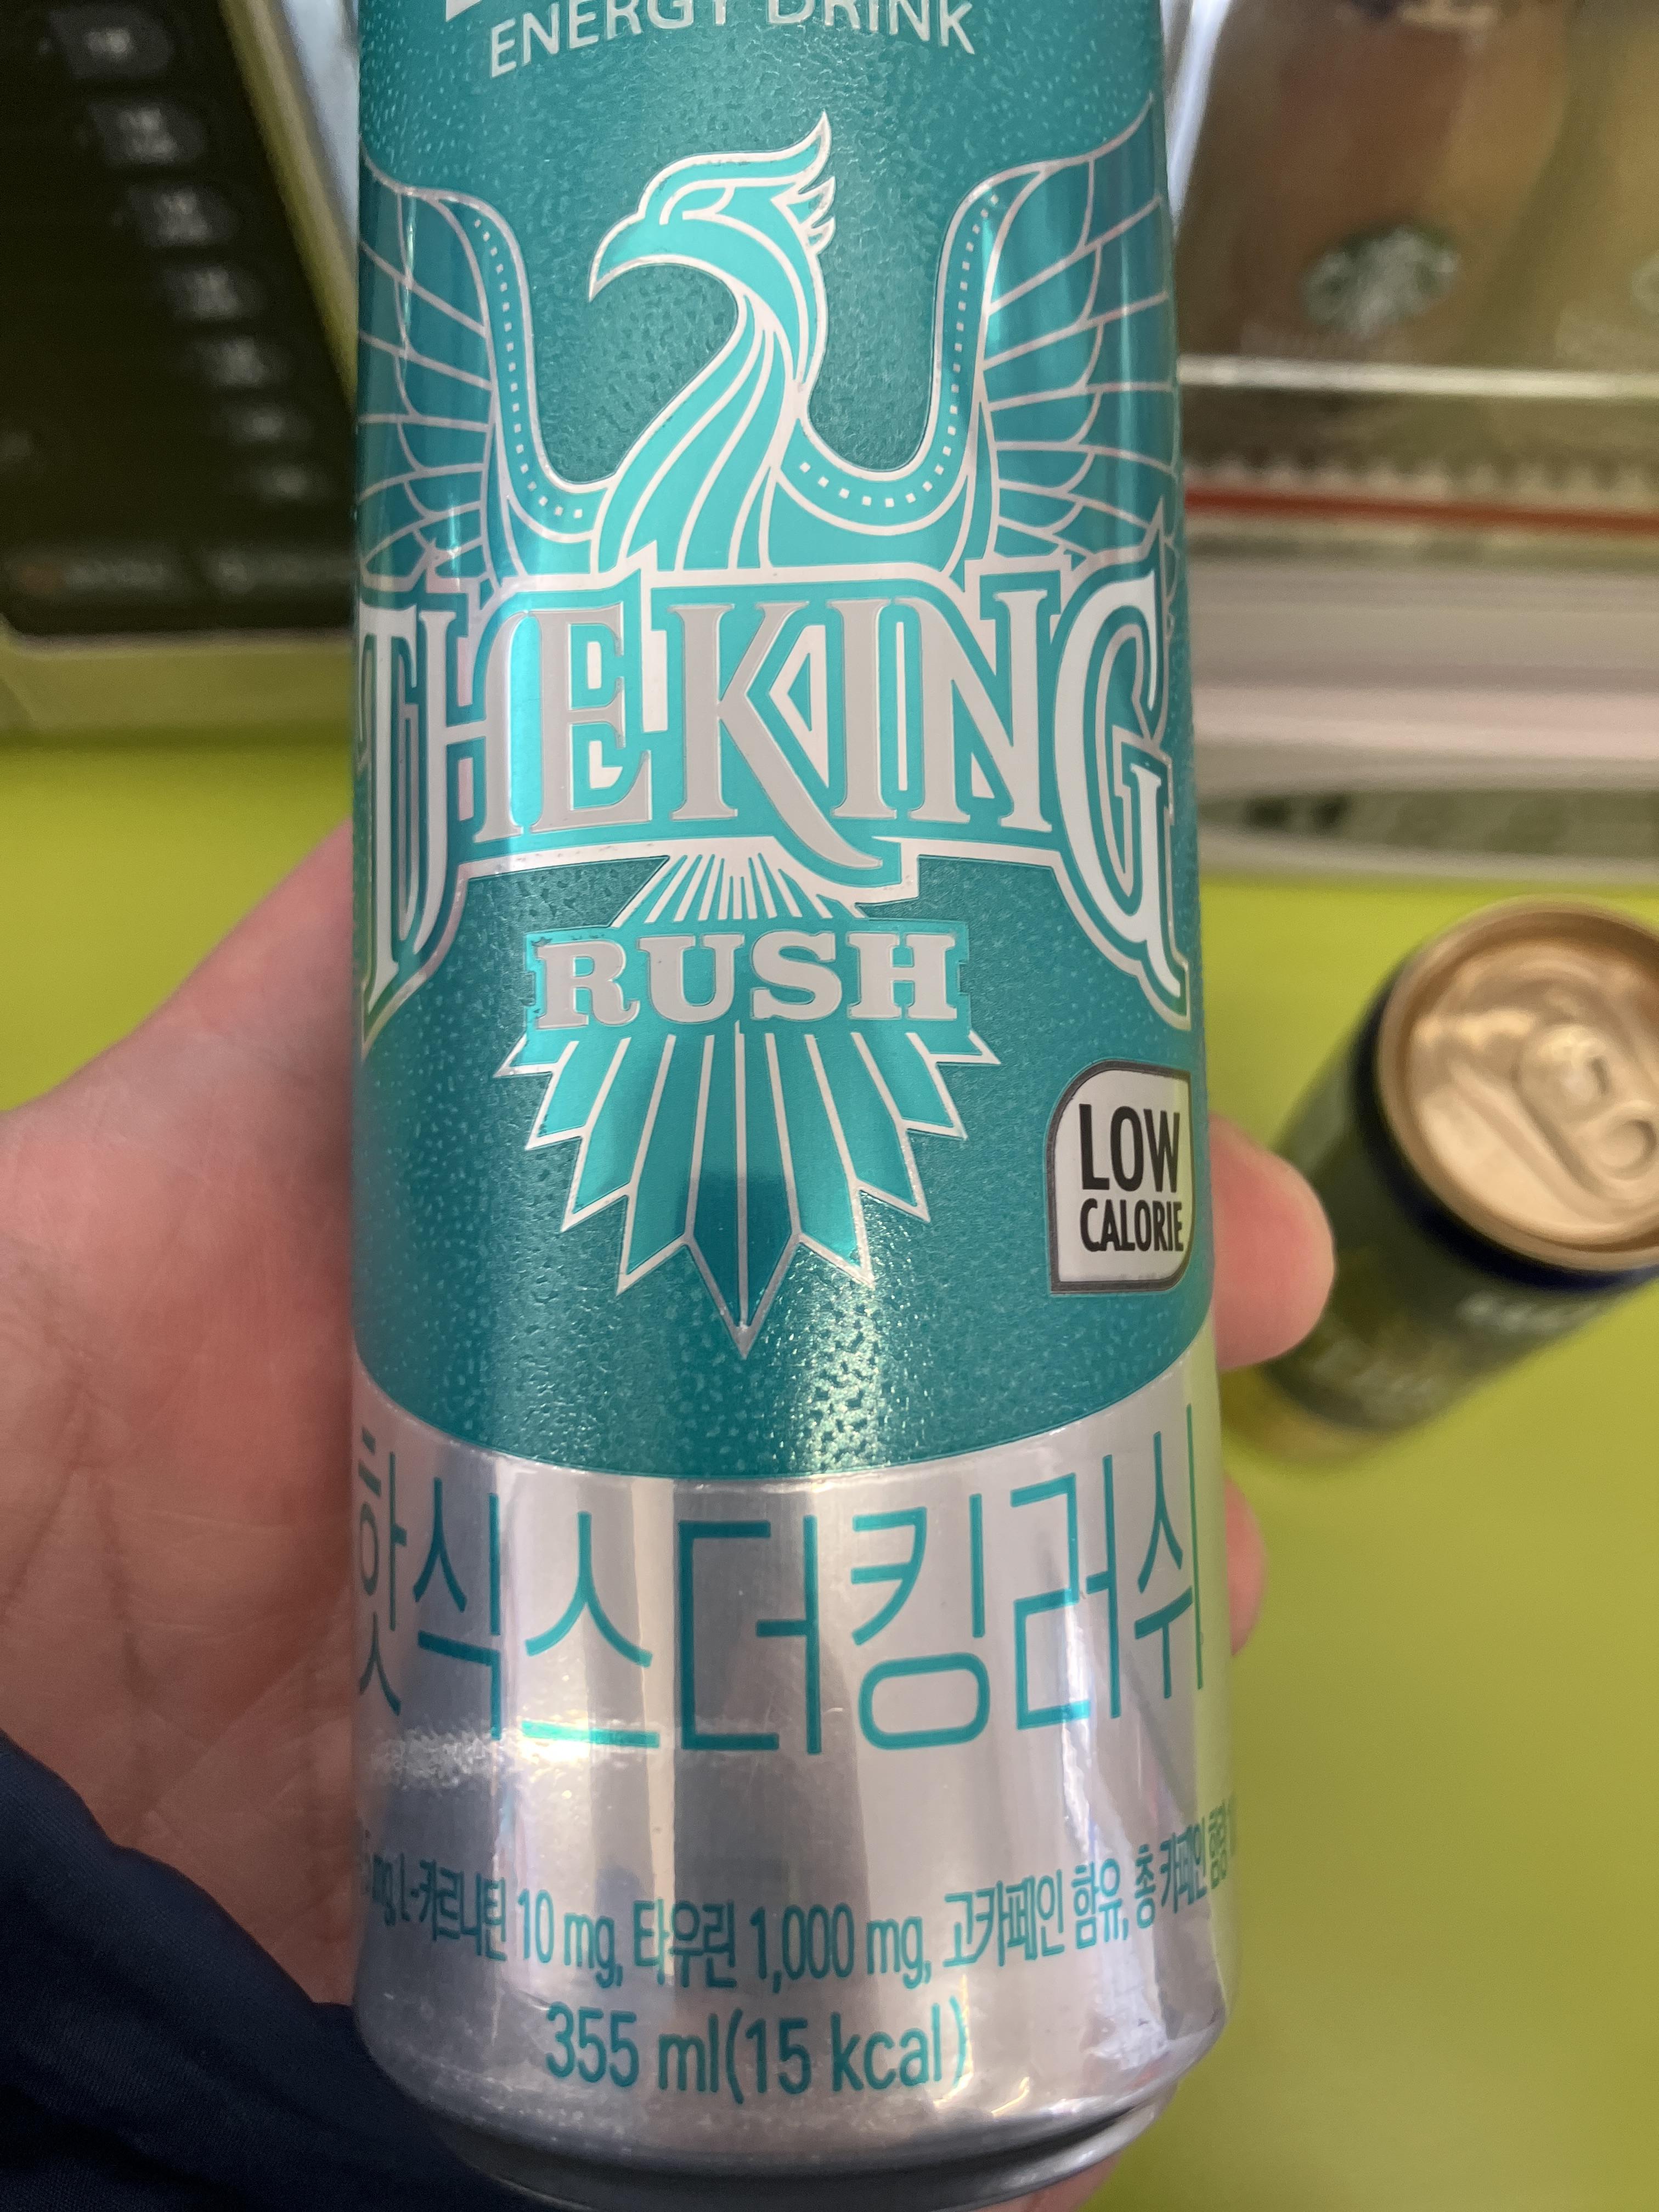 ENERGY DRINK
THE KING
RUSH
LOW
CALORIE
핫식스더킹러쉬
mg, L-카르니틴 10 mg, 타우린 1,000 mg, 고카페인 함유, 총 카페인 함량
355 ml(15 kcal)